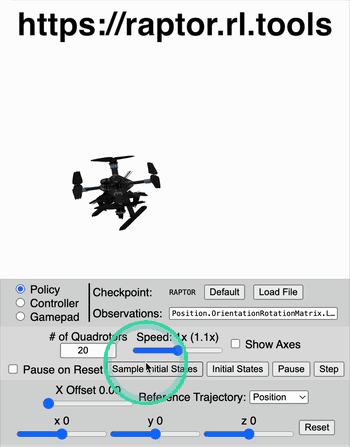 https://raptor.rl.tools
Policy
Controller
Gamepad
Checkpoint: RAPTOR Default Load File
Observations: Position.OrientationRotationMatrix.L...
# of Quadrotors Speed: 1x (1.1x)
20
Show Axes
Pause on Reset Sample Initial States Initial States Pause Step
X Offset 0.00 Reference Trajectory: Position
x 0 y 0 z 0 Reset